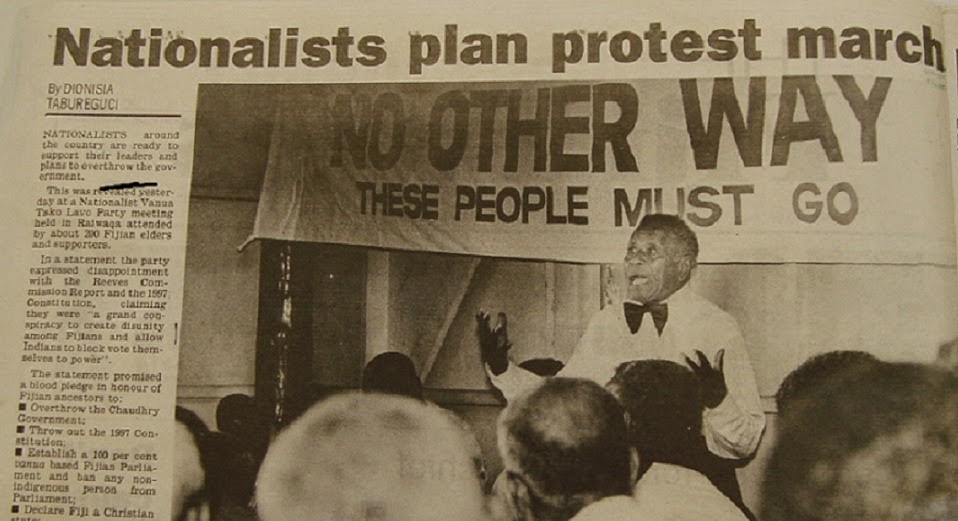 Nationalists plan protest march
By DIONISIA
TABUREGUCI
NATIONALISTS around
the country are ready to
support their leaders and
plans to overthrow the gov-
ernment.
This was revealed yester-
day at a Nationalist Vanua
Tako Lavo Party meeting
held in Raiwaqa attended
by about 200 Fijian elders
and supporters.
In a statement the party
expressed disappointment
with the Reeves Com-
mission Report and the 1997
Constitution, claiming
they were "a grand con-
spiracy to create disunity
among Fijians and allow
Indians to block vote them-
selves to power".
The statement promised
a blood pledge in honour of
Fijian ancestors to:
■ Overthrow the Chaudhry
Government;
■ Throw out the 1997 Con-
stitution;
■ Establish a 100 per cent
vanua based Fijian Parlia-
ment and ban any non-
indigenous person from
Parliament;
■ Declare Fiji a Christian
state;
NO OTHER WAY
THESE PEOPLE MUST GO